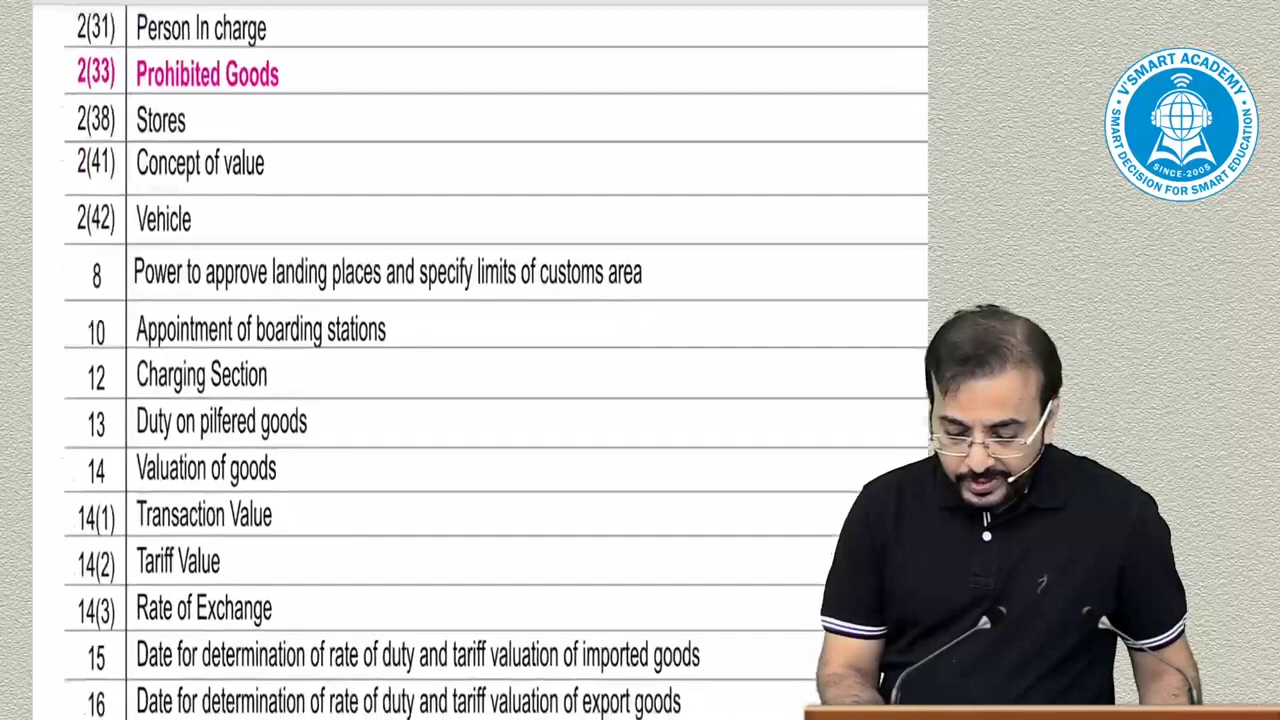 2(31) Person In charge
2(33) Prohibited Goods
2(38) Stores
2(41) Concept of value
2(42) Vehicle
8 Power to approve landing places and specify limits of customs area
10 Appointment of boarding stations
12 Charging Section
13 Duty on pilfered goods
14 Valuation of goods
14(1) Transaction Value
14(2) Tariff Value
14(3) Rate of Exchange
15 Date for determination of rate of duty and tariff valuation of imported goods
16 Date for determination of rate of duty and tariff valuation of export goods
V'SMART ACADEMY
SINCE-2005
SMART DECISION FOR SMART EDUCATION